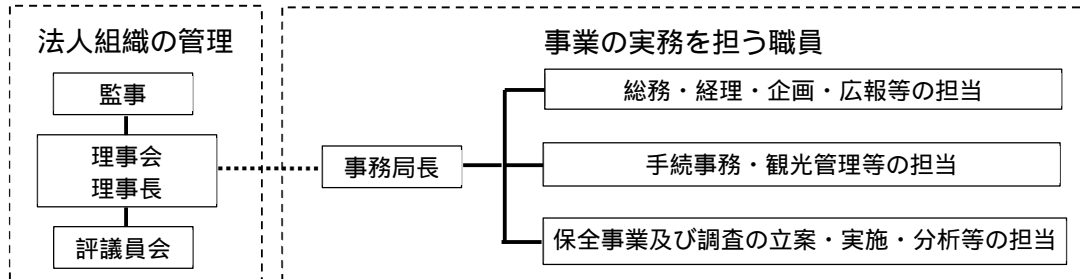 法人組織の管理
監事
理事会
理事長
評議員会
事業の実務を担う職員
事務局長
総務・経理・企画・広報等の担当
手続事務・観光管理等の担当
保全事業及び調査の立案・実施・分析等の担当